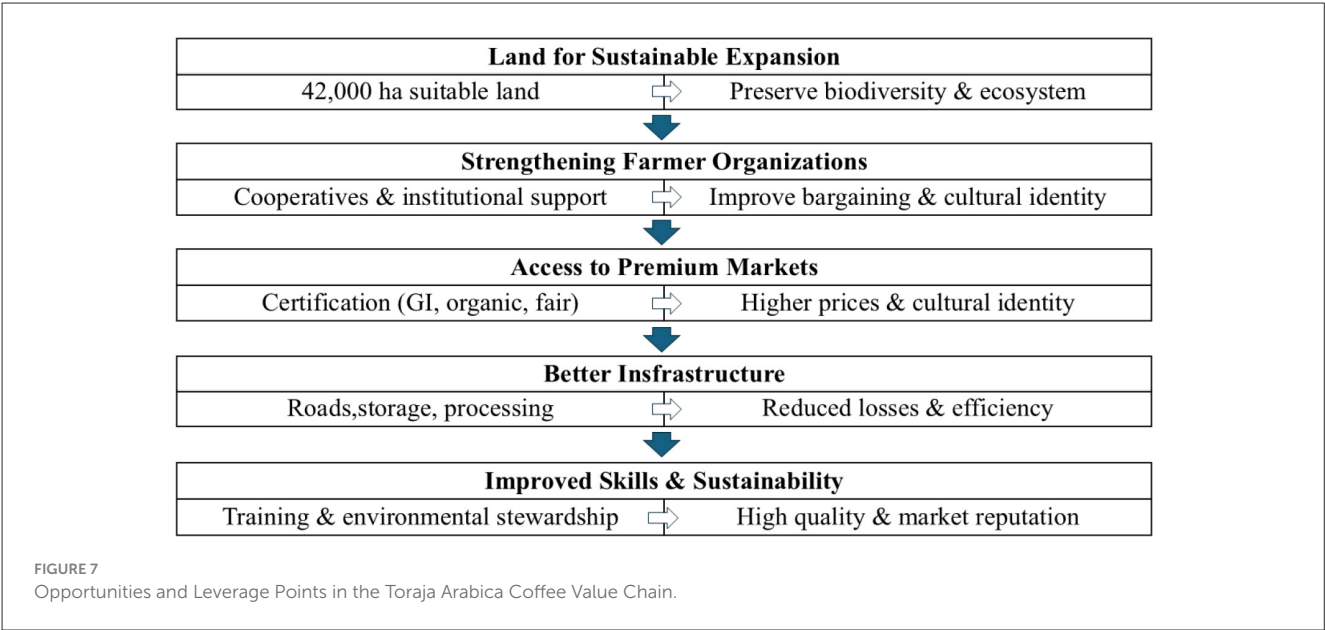 Land for Sustainable Expansion
42,000 ha suitable land Preserve biodiversity & ecosystem
Strengthening Farmer Organizations
Cooperatives & institutional support Improve bargaining & cultural identity
Access to Premium Markets
Certification (GI, organic, fair) Higher prices & cultural identity
Better Insfrastructure
Roads,storage, processing Reduced losses & efficiency
Improved Skills & Sustainability
Training & environmental stewardship High quality & market reputation
FIGURE 7
Opportunities and Leverage Points in the Toraja Arabica Coffee Value Chain.